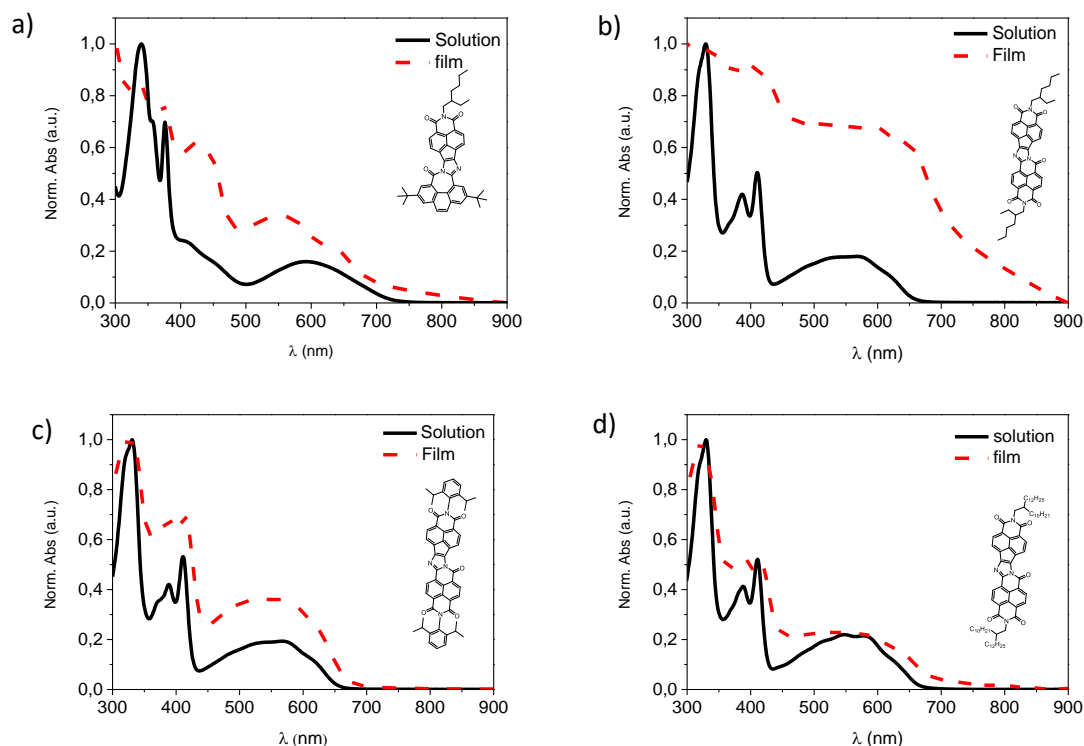 a)
Solution
film
Norm. Abs (a.u.)
1,0
0,8
0,6
0,4
0,2
0,0
300 400 500 600 700 800 900
λ (nm)
O N O
O N N
b)
Solution
Film
Norm. Abs (a.u.)
1,0
0,8
0,6
0,4
0,2
0,0
300 400 500 600 700 800 900
λ (nm)
O N O
N N O
O N O
c)
Solution
Film
Norm. Abs (a.u.)
1,0
0,8
0,6
0,4
0,2
0,0
300 400 500 600 700 800 900
λ (nm)
O N O
N N O
O N O
d)
solution
film
Norm. Abs (a.u.)
1,0
0,8
0,6
0,4
0,2
0,0
300 400 500 600 700 800 900
λ (nm)
C12H25
C10H21
O N O
N N O
O N O
C10H21
C12H25